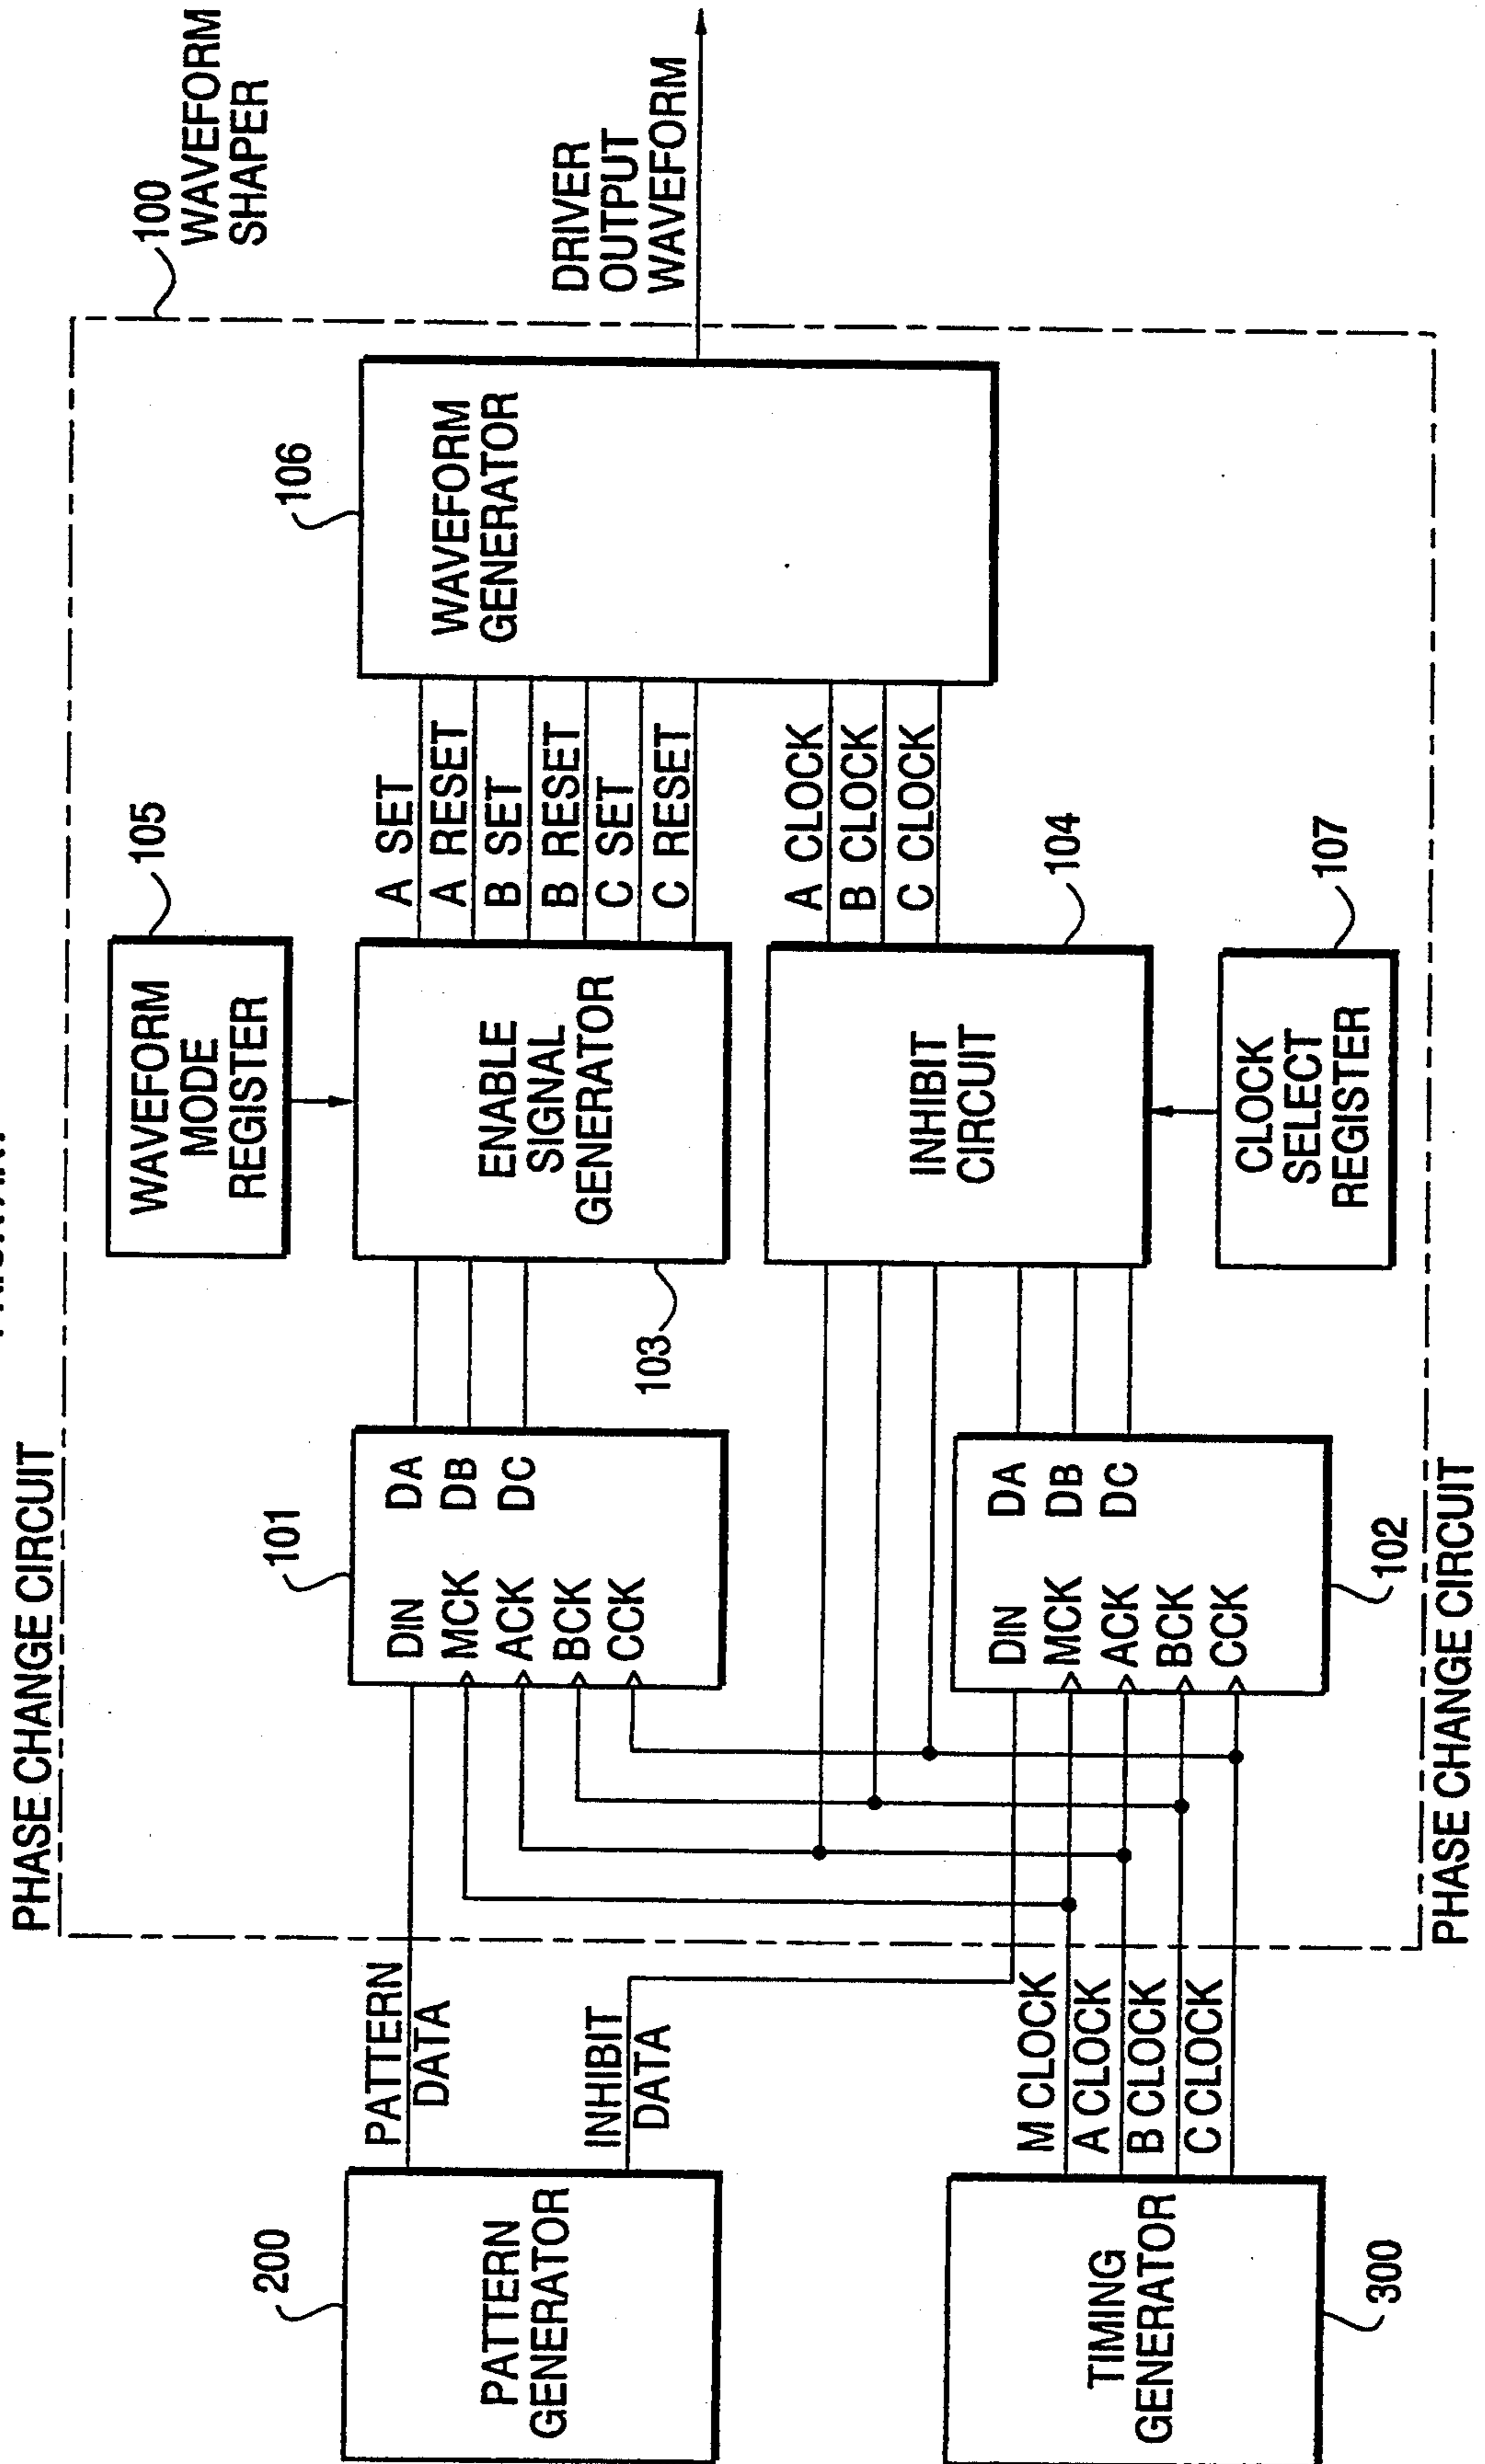 PHASE CHANGE CIRCUIT
100
WAVEFORM
SHAPER
105
WAVEFORM
MODE
REGISTER
200
PATTERN
GENERATOR
PATTERN
DATA
INHIBIT
DATA
101
DIN
MCK
ACK
BCK
CCK
DA
DB
DC
103
ENABLE
SIGNAL
GENERATOR
A SET
A RESET
B SET
B RESET
C SET
C RESET
106
WAVEFORM
GENERATOR
DRIVER
OUTPUT
WAVEFORM
300
TIMING
GENERATOR
M CLOCK
A CLOCK
B CLOCK
C CLOCK
102
DIN
MCK
ACK
BCK
CCK
DA
DB
DC
INHIBIT
CIRCUIT
A CLOCK
B CLOCK
C CLOCK
104
107
CLOCK
SELECT
REGISTER
PHASE CHANGE CIRCUIT